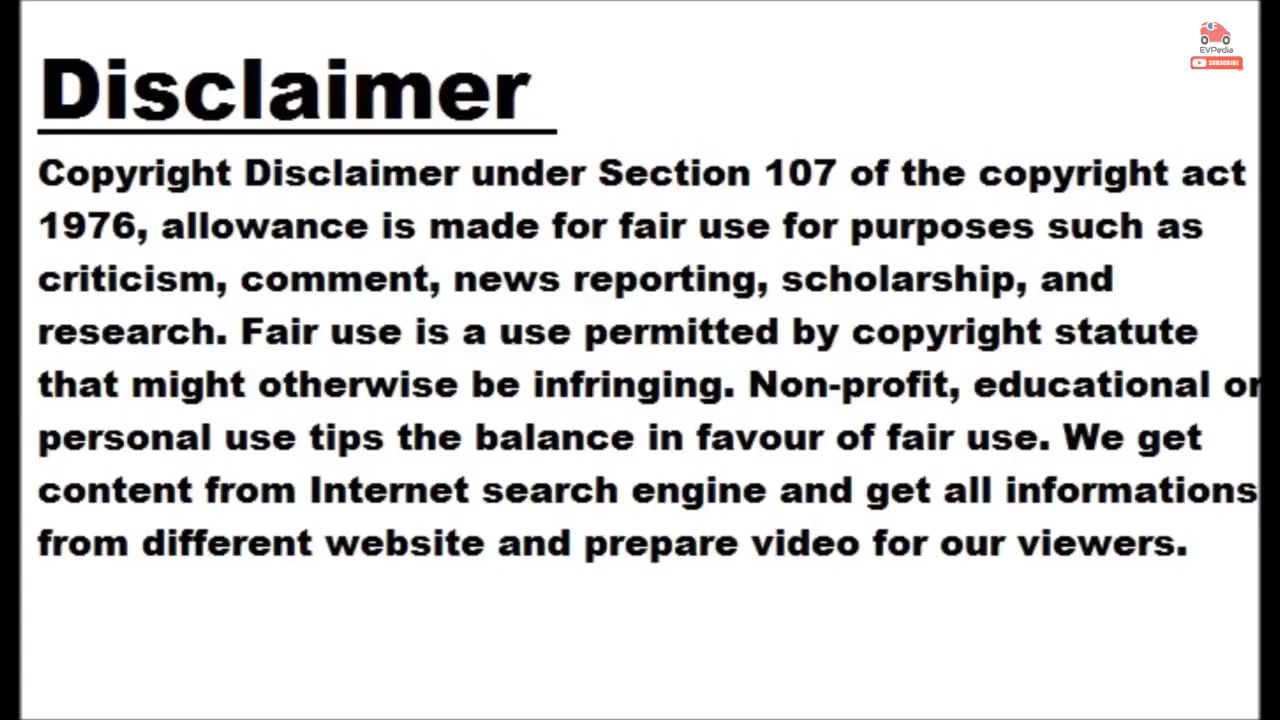 EVPedia
SUBSCRIBE
Disclaimer
Copyright Disclaimer under Section 107 of the copyright act
1976, allowance is made for fair use for purposes such as
criticism, comment, news reporting, scholarship, and
research. Fair use is a use permitted by copyright statute
that might otherwise be infringing. Non-profit, educational or
personal use tips the balance in favour of fair use. We get
content from Internet search engine and get all informations
from different website and prepare video for our viewers.